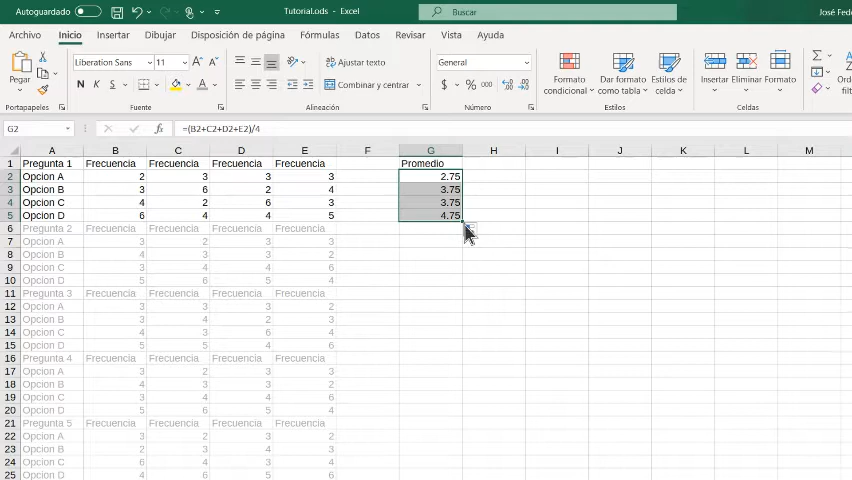 Autoguardado
Tutorial.ods - Excel
Buscar
José Fede
Archivo Inicio Insertar Dibujar Disposición de página Fórmulas Datos Revisar Vista Ayuda
Pegar
Liberation Sans 11 A A
N K S A
Ajustar texto
Combinar y centrar
General
$ % 000
Formato condicional
Dar formato como tabla
Estilos de celda
Insertar Eliminar Formato
Portapapeles Fuente Alineación Número Estilos Celdas
G2 fx =(B2+C2+D2+E2)/4
A B C D E F G H I J K L M
1 Pregunta 1 Frecuencia Frecuencia Frecuencia Frecuencia Promedio
2 Opcion A 2 3 3 3 2.75
3 Opcion B 3 6 2 4 3.75
4 Opcion C 4 2 6 3 3.75
5 Opcion D 6 4 4 5 4.75
6 Pregunta 2 Frecuencia Frecuencia Frecuencia Frecuencia
7 Opcion A 3 2 3 3
8 Opcion B 4 3 3 2
9 Opcion C 3 4 4 6
10 Opcion D 5 6 5 4
11 Pregunta 3 Frecuencia Frecuencia Frecuencia Frecuencia
12 Opcion A 3 3 3 2
13 Opcion B 3 4 2 3
14 Opcion C 4 3 6 4
15 Opcion D 5 5 4 6
16 Pregunta 4 Frecuencia Frecuencia Frecuencia Frecuencia
17 Opcion A 3 2 3 3
18 Opcion B 4 3 3 2
19 Opcion C 3 4 4 6
20 Opcion D 5 6 5 4
21 Pregunta 5 Frecuencia Frecuencia Frecuencia Frecuencia
22 Opcion A 3 2 3 2
23 Opcion B 2 3 4 3
24 Opcion C 6 4 3 4
25 Opcion D 4 6 5 6